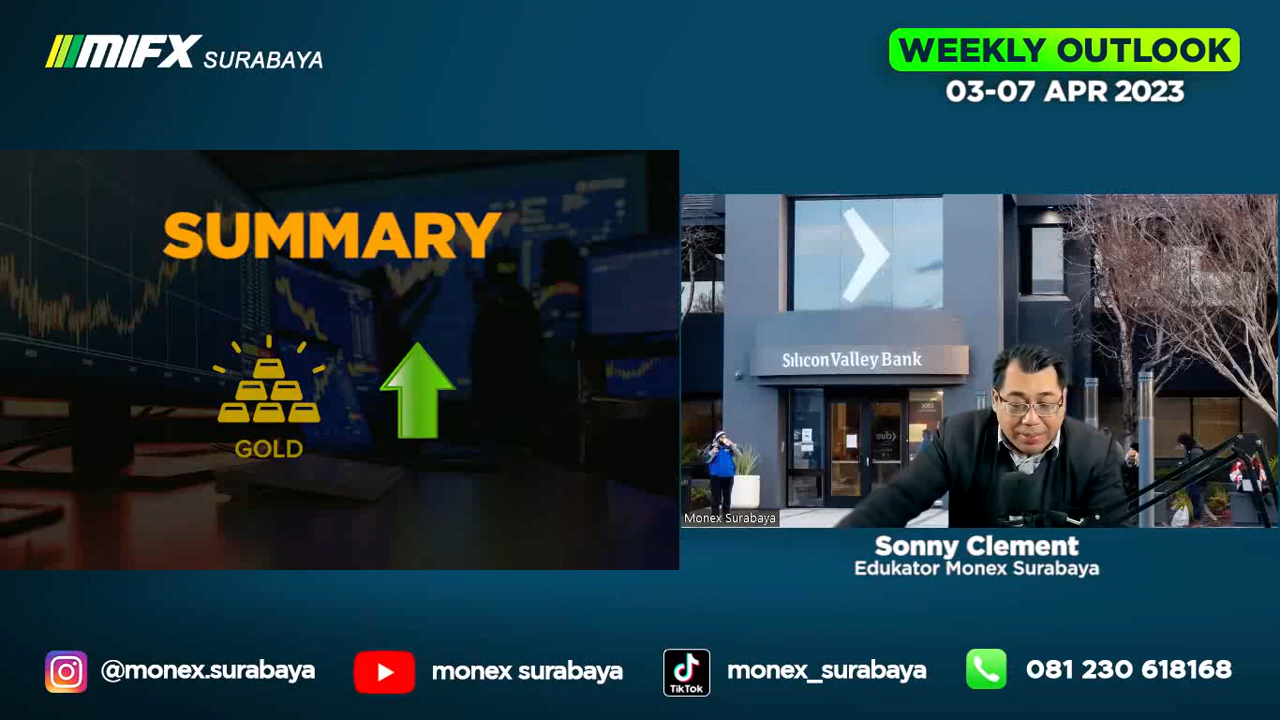 MIFX SURABAYA
WEEKLY OUTLOOK
03-07 APR 2023
SUMMARY
GOLD
Silicon Valley Bank
Monex Surabaya
Sonny Clement
Edukator Monex Surabaya
@monex.surabaya
monex surabaya
TikTok
monex_surabaya
081 230 618168